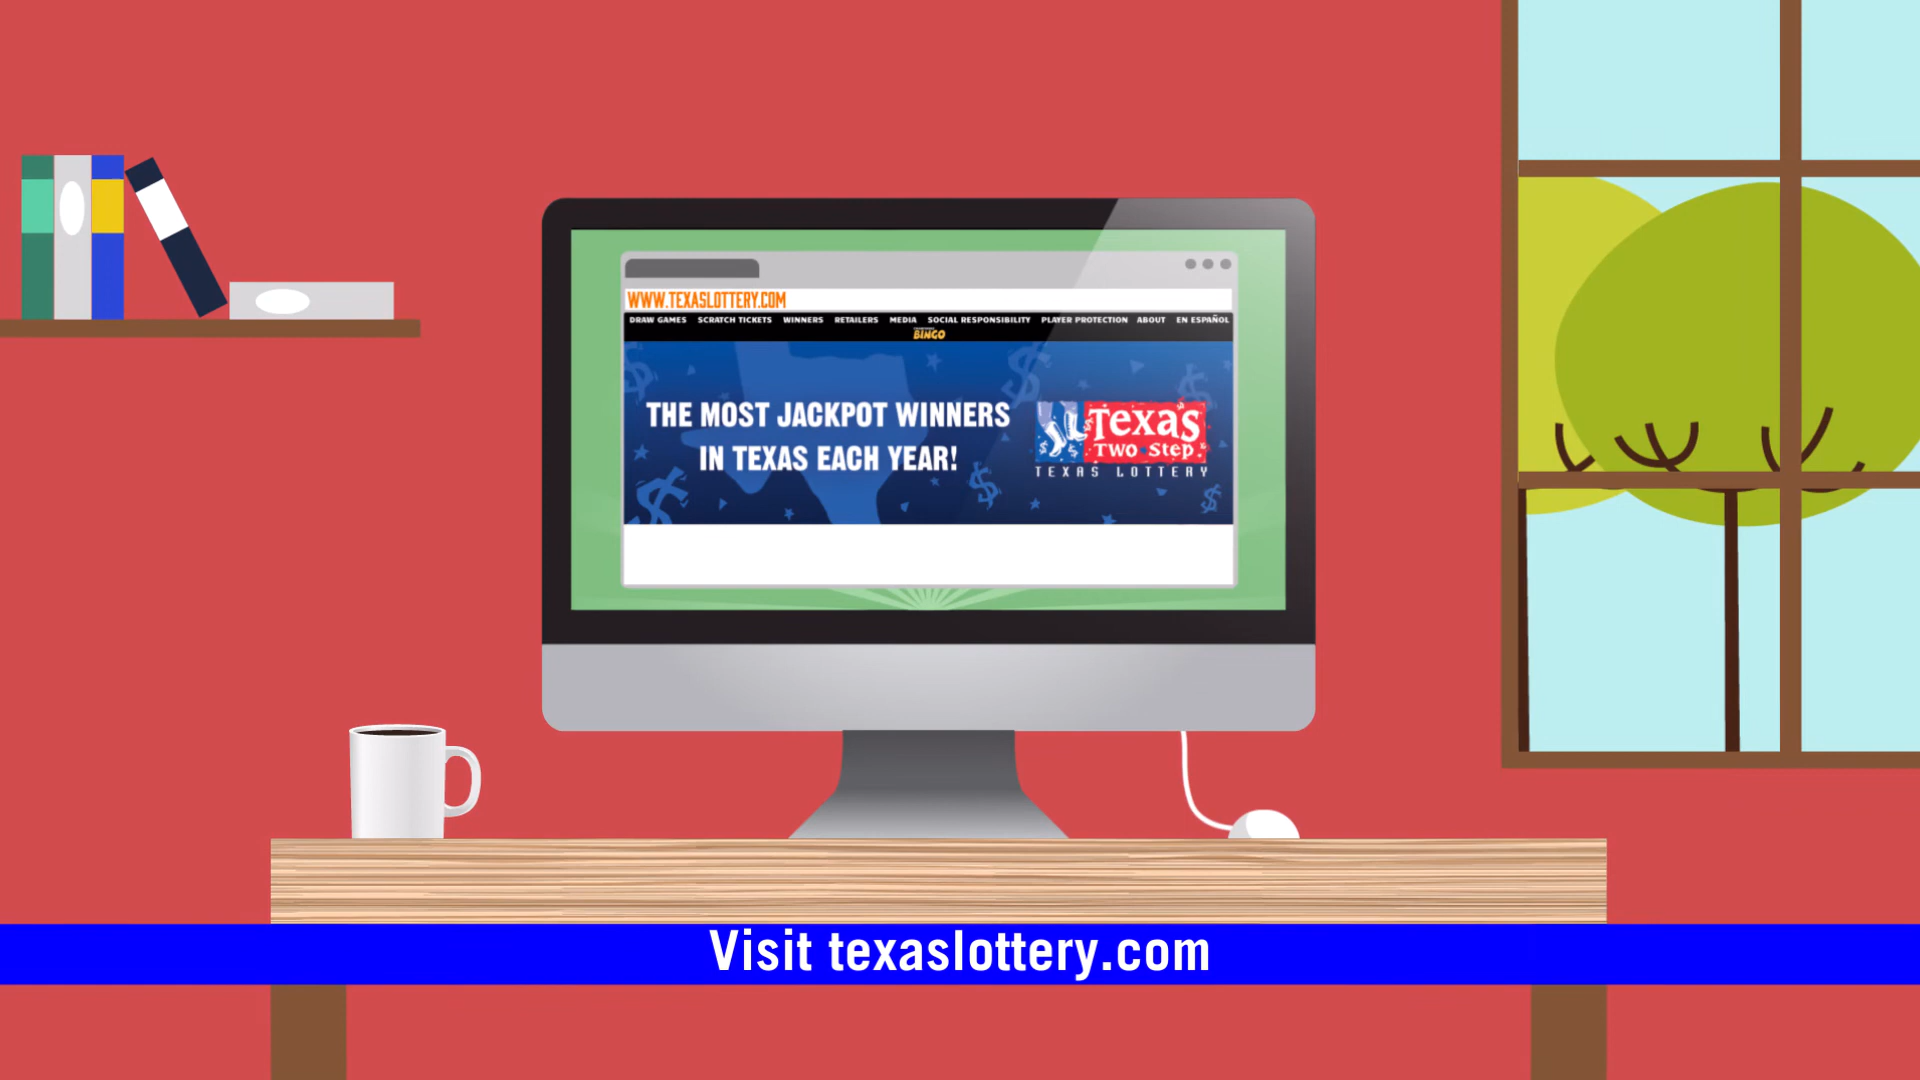 WWW.TEXASLOTTERY.COM
DRAW GAMES SCRATCH TICKETS WINNERS RETAILERS MEDIA SOCIAL RESPONSIBILITY PLAYER PROTECTION ABOUT EN ESPAÑOL
BINGO
THE MOST JACKPOT WINNERS
IN TEXAS EACH YEAR!
Texas
TWO STEP
TEXAS LOTTERY
Visit texaslottery.com